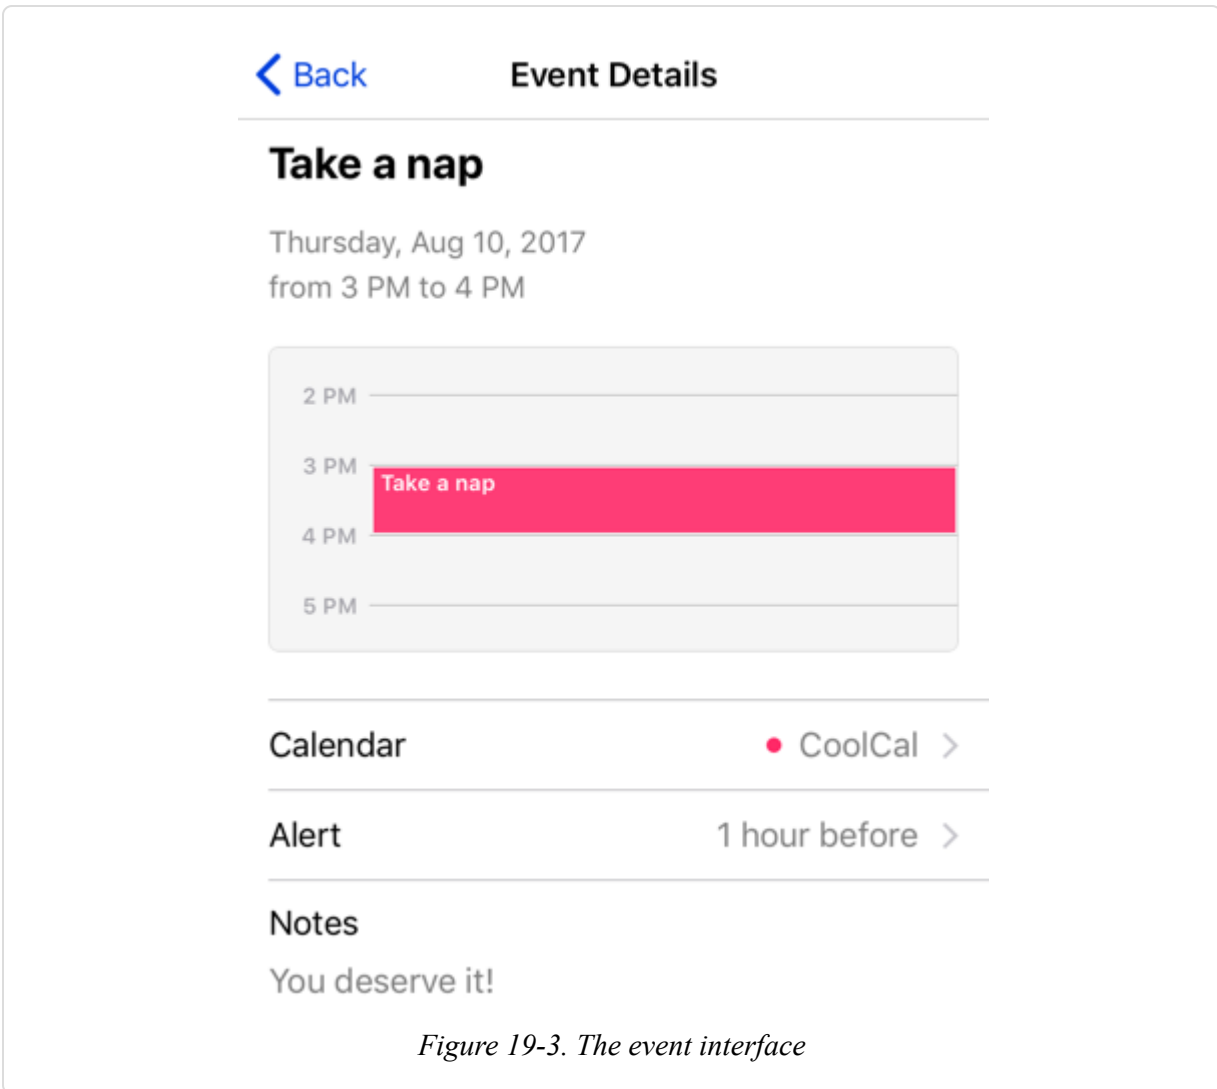 Back
Event Details
Take a nap
Thursday, Aug 10, 2017
from 3 PM to 4 PM
2 PM
3 PM
Take a nap
4 PM
5 PM
Calendar
CoolCal
Alert
1 hour before
Notes
You deserve it!
Figure 19-3. The event interface